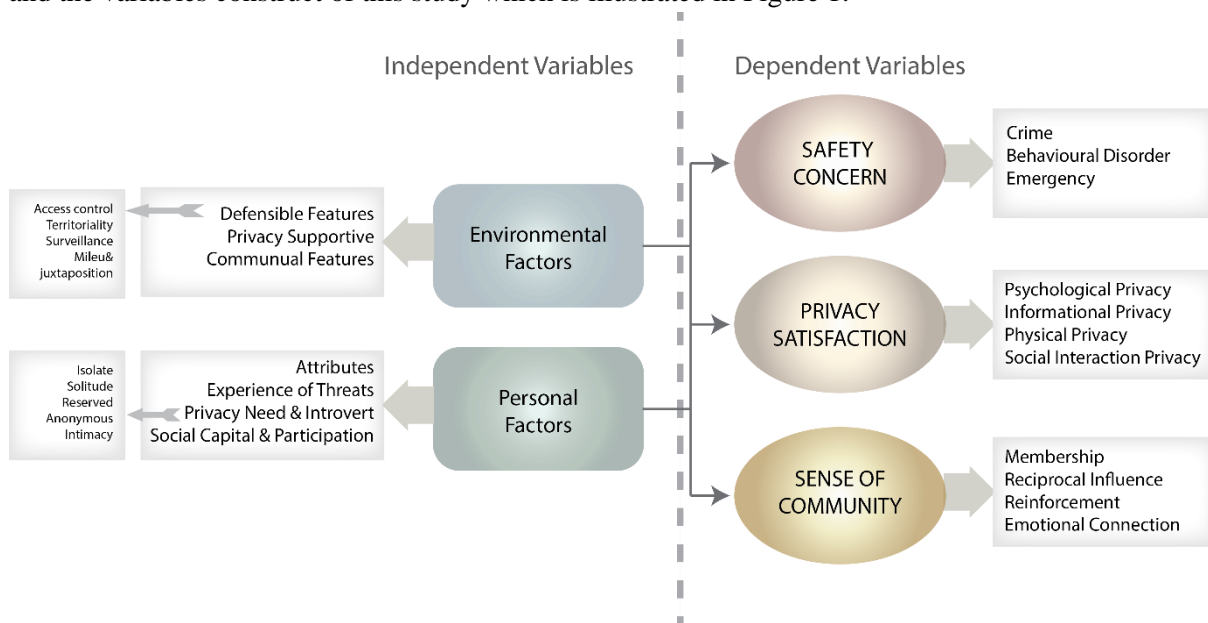 and the variables construct of this study which is illustrated in Figure 1.
Independent Variables
Dependent Variables
Access control
Territoriality
Surveillance
Mileu&
juxtaposition
Defensible Features
Privacy Supportive
Communual Features
Environmental
Factors
Isolate
Solitude
Reserved
Anonymous
Intimacy
Attributes
Experience of Threats
Privacy Need & Introvert
Social Capital & Participation
Personal
Factors
SAFETY
CONCERN
Crime
Behavioural Disorder
Emergency
PRIVACY
SATISFACTION
Psychological Privacy
Informational Privacy
Physical Privacy
Social Interaction Privacy
SENSE OF
COMMUNITY
Membership
Reciprocal Influence
Reinforcement
Emotional Connection